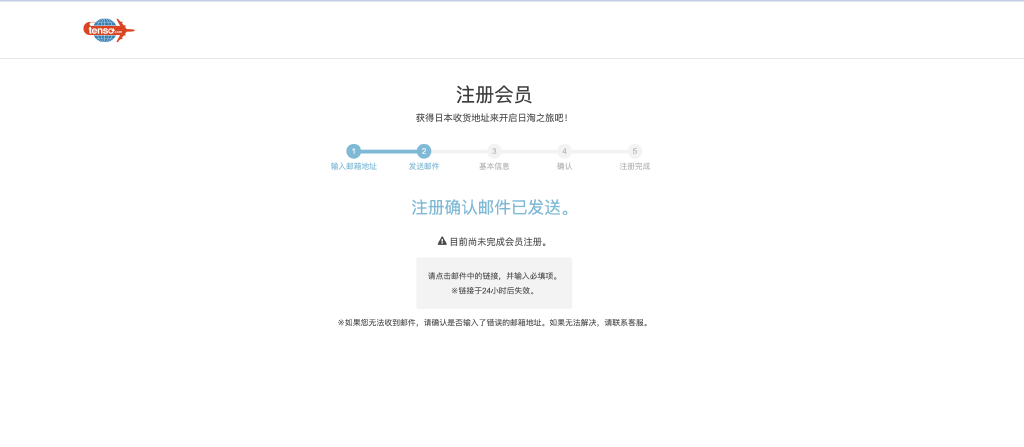 tenso.com
注册会员
获得日本收货地址来开启日淘之旅吧！
1 2 3 4 5
输入邮箱地址 发送邮件 基本信息 确认 注册完成
注册确认邮件已发送。
目前尚未完成会员注册。
请点击邮件中的链接，并输入必填项。
※链接于24小时后失效。
※如果您无法收到邮件，请确认是否输入了错误的邮箱地址。如果无法解决，请联系客服。